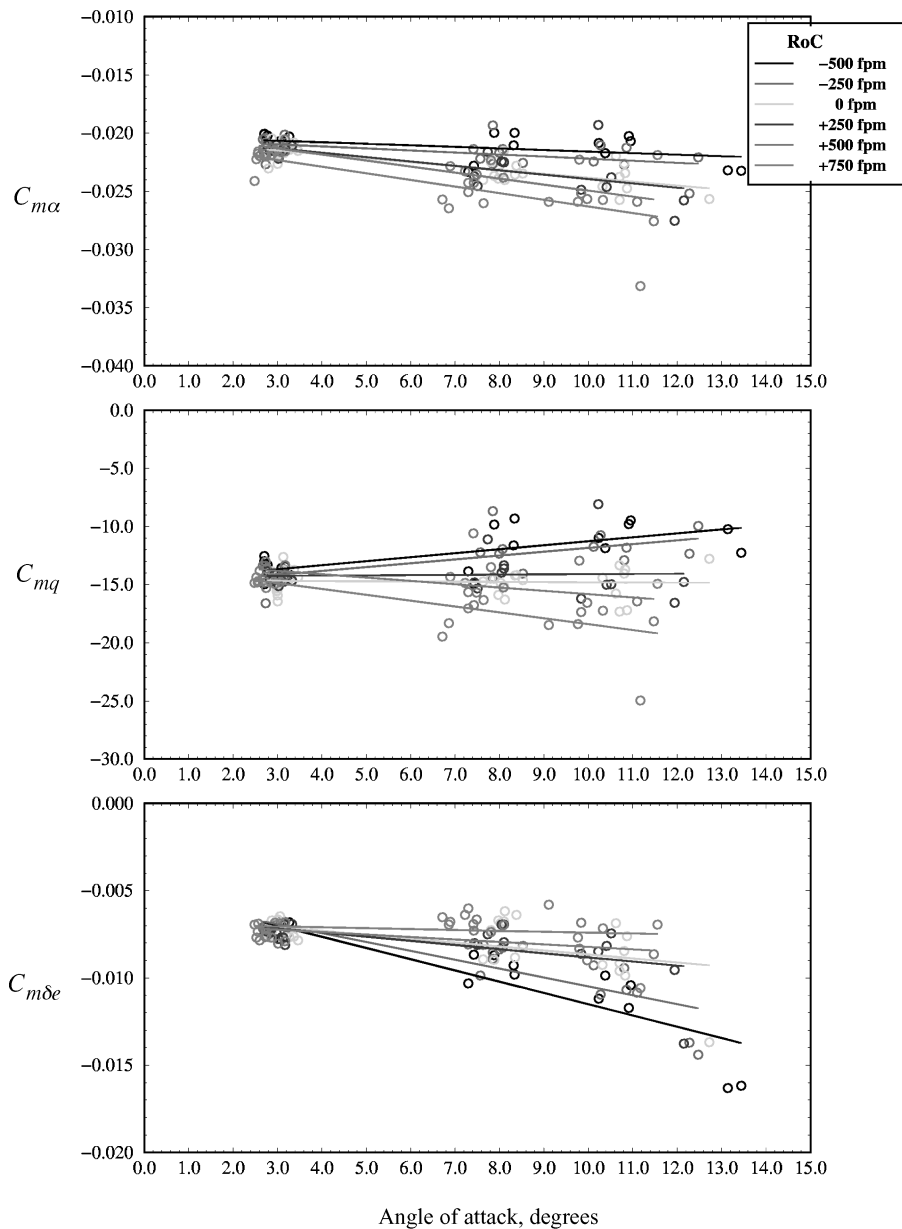 RoC
−500 fpm
−250 fpm
0 fpm
+250 fpm
+500 fpm
+750 fpm
−0.010
−0.015
−0.020
−0.025
−0.030
−0.035
−0.040
Cmα
0.0 1.0 2.0 3.0 4.0 5.0 6.0 7.0 8.0 9.0 10.0 11.0 12.0 13.0 14.0 15.0
0.0
−5.0
−10.0
−15.0
−20.0
−25.0
−30.0
Cmq
0.0 1.0 2.0 3.0 4.0 5.0 6.0 7.0 8.0 9.0 10.0 11.0 12.0 13.0 14.0 15.0
0.000
−0.005
−0.010
−0.015
−0.020
Cmδe
0.0 1.0 2.0 3.0 4.0 5.0 6.0 7.0 8.0 9.0 10.0 11.0 12.0 13.0 14.0 15.0
Angle of attack, degrees